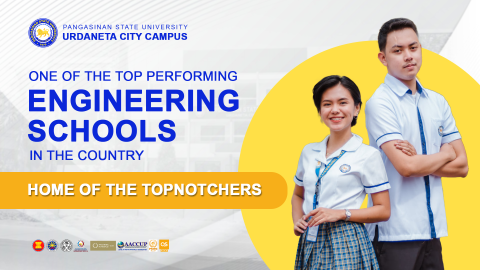 PANGASINAN STATE UNIVERSITY
URDANETA CITY CAMPUS
ONE OF THE TOP PERFORMING
ENGINEERING
SCHOOLS
IN THE COUNTRY
HOME OF THE TOPNOTCHERS
AACCUP